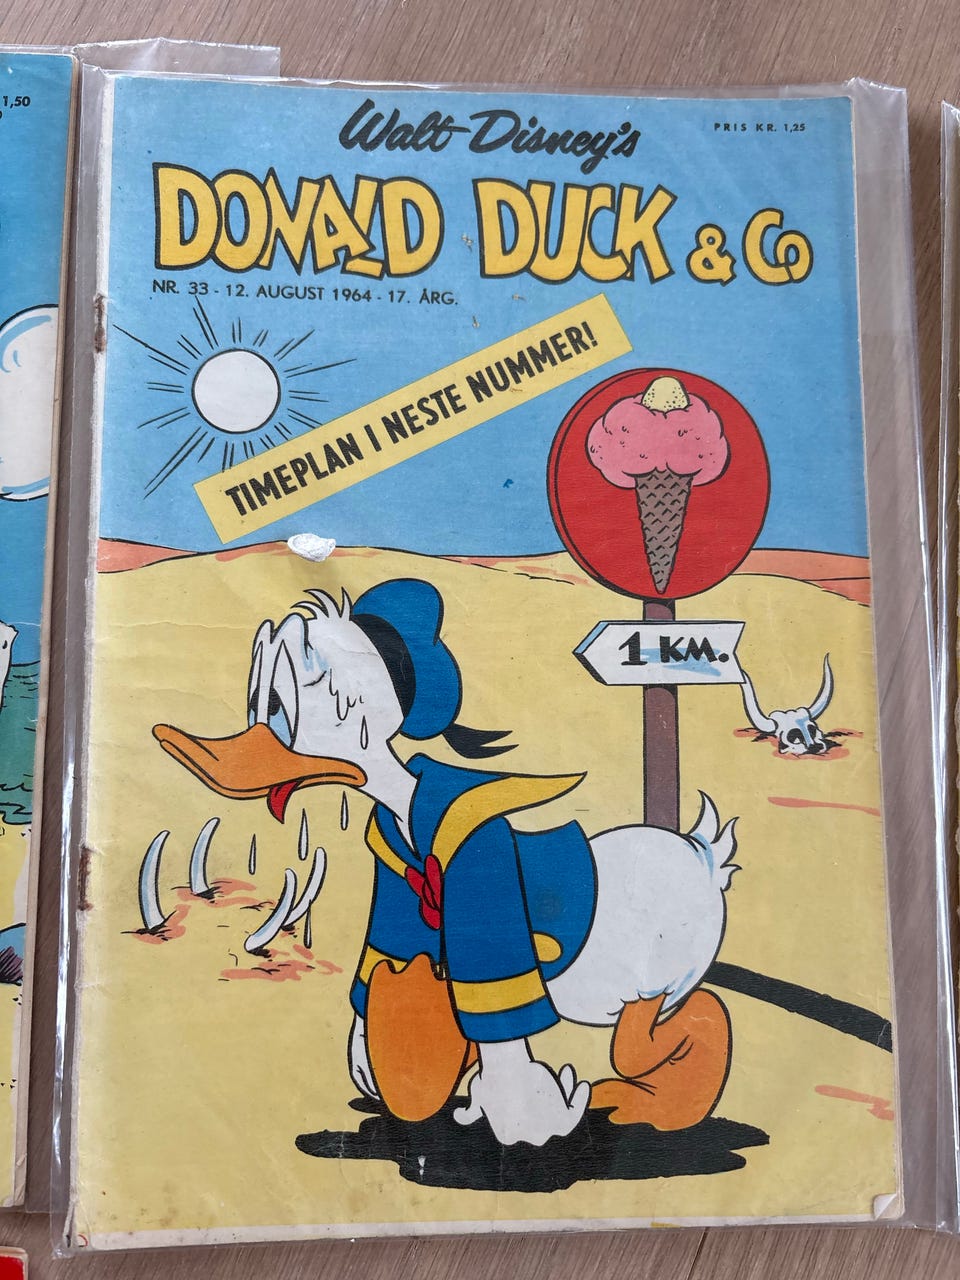 1,50
Walt Disney's
PRIS KR. 1,25
DONALD DUCK & Co
NR. 33 - 12. AUGUST 1964 - 17. ÅRG.
TIMEPLAN I NESTE NUMMER!
1 KM.